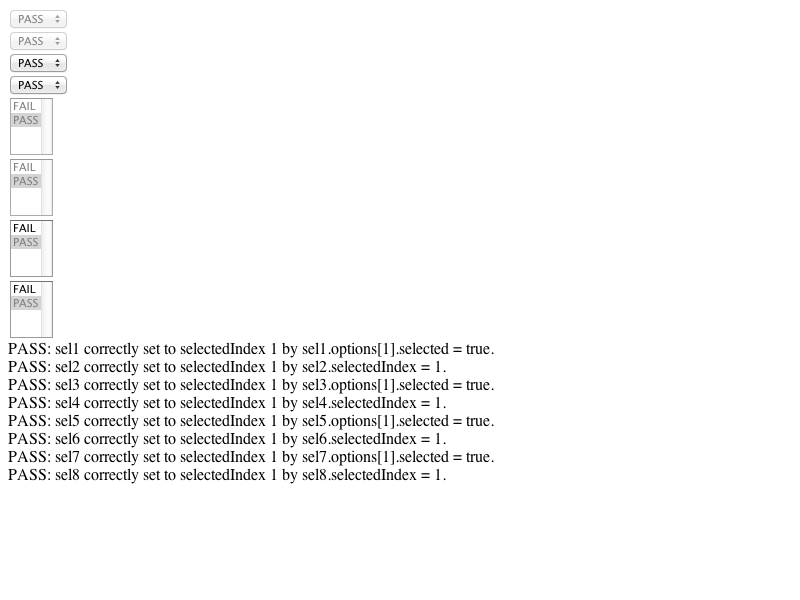 PASS
PASS
PASS
PASS
FAIL
PASS
FAIL
PASS
FAIL
PASS
FAIL
PASS
PASS: sel1 correctly set to selectedIndex 1 by sel1.options[1].selected = true.
PASS: sel2 correctly set to selectedIndex 1 by sel2.selectedIndex = 1.
PASS: sel3 correctly set to selectedIndex 1 by sel3.options[1].selected = true.
PASS: sel4 correctly set to selectedIndex 1 by sel4.selectedIndex = 1.
PASS: sel5 correctly set to selectedIndex 1 by sel5.options[1].selected = true.
PASS: sel6 correctly set to selectedIndex 1 by sel6.selectedIndex = 1.
PASS: sel7 correctly set to selectedIndex 1 by sel7.options[1].selected = true.
PASS: sel8 correctly set to selectedIndex 1 by sel8.selectedIndex = 1.